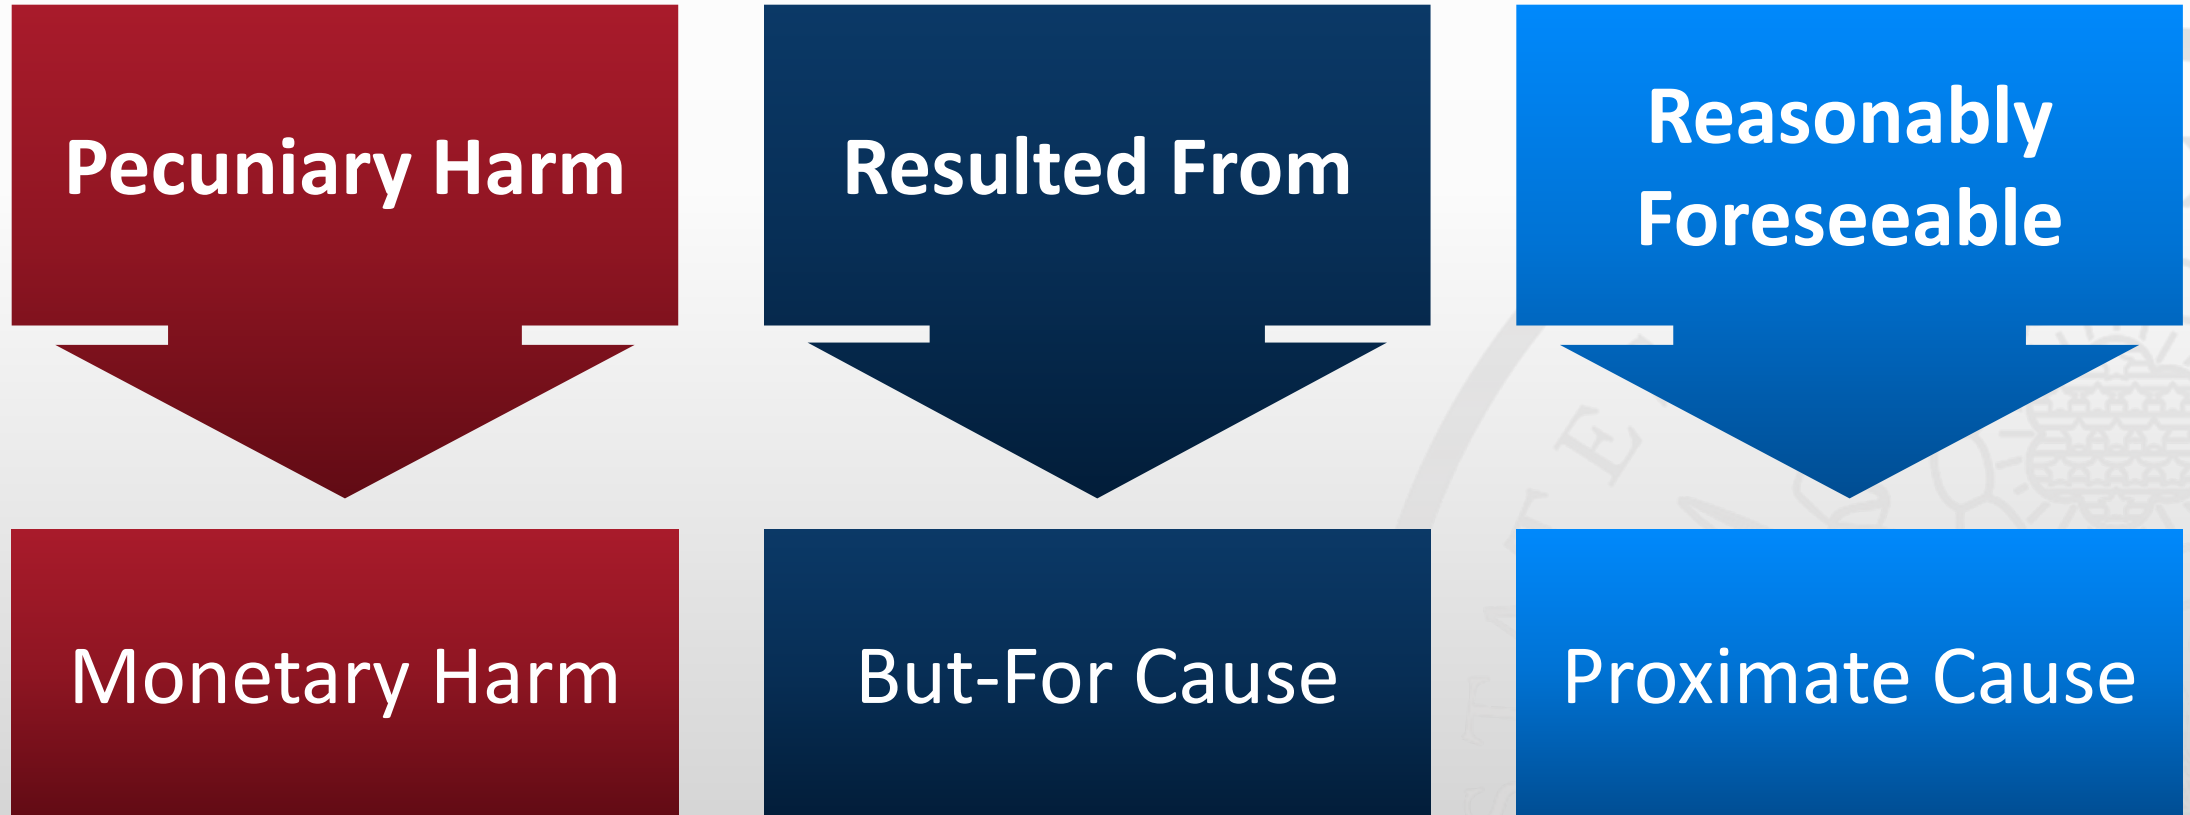 Pecuniary Harm
Resulted From
Reasonably
Foreseeable
Monetary Harm
But-For Cause
Proximate Cause